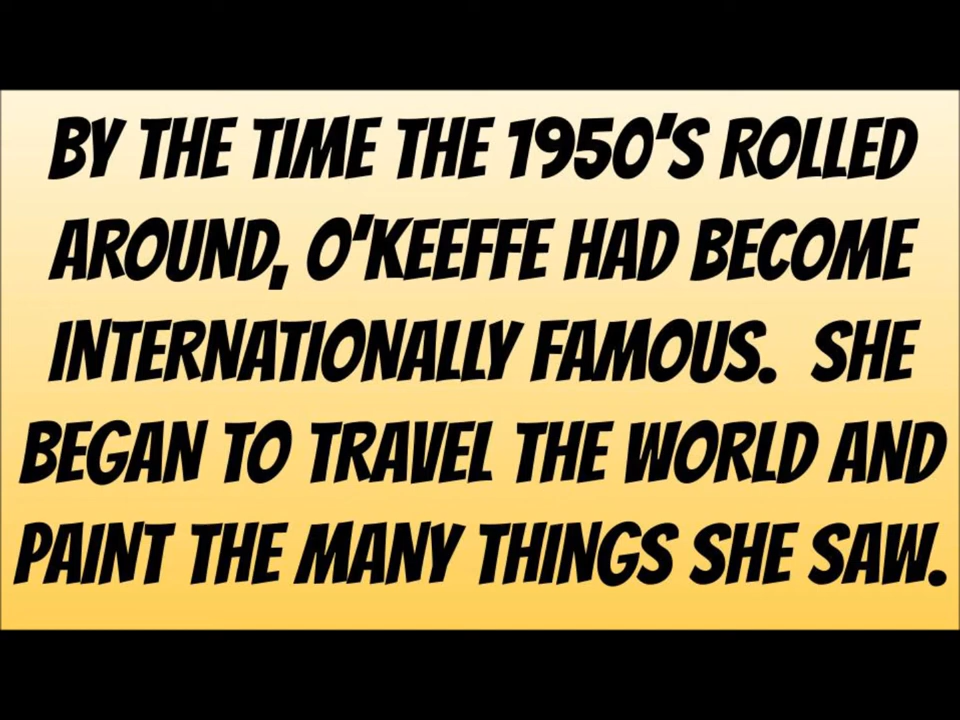 BY THE TIME THE 1950'S ROLLED
AROUND, O'KEEFFE HAD BECOME
INTERNATIONALLY FAMOUS. SHE
BEGAN TO TRAVEL THE WORLD AND
PAINT THE MANY THINGS SHE SAW.